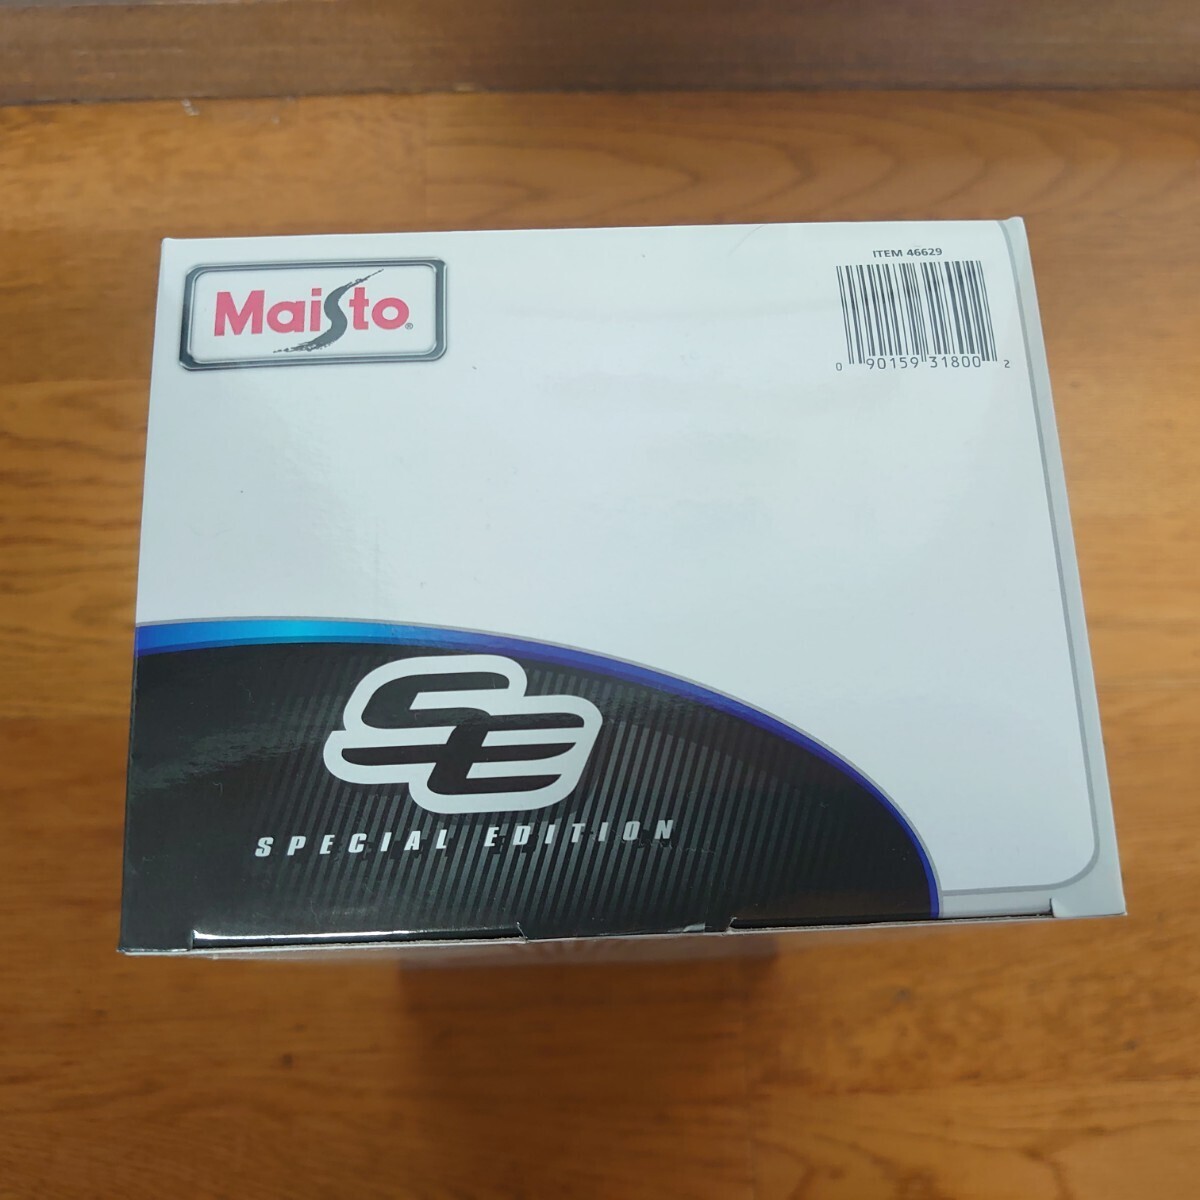 Maisto®
ITEM 46629
0 90159 31800 2
SE
SPECIAL EDITION